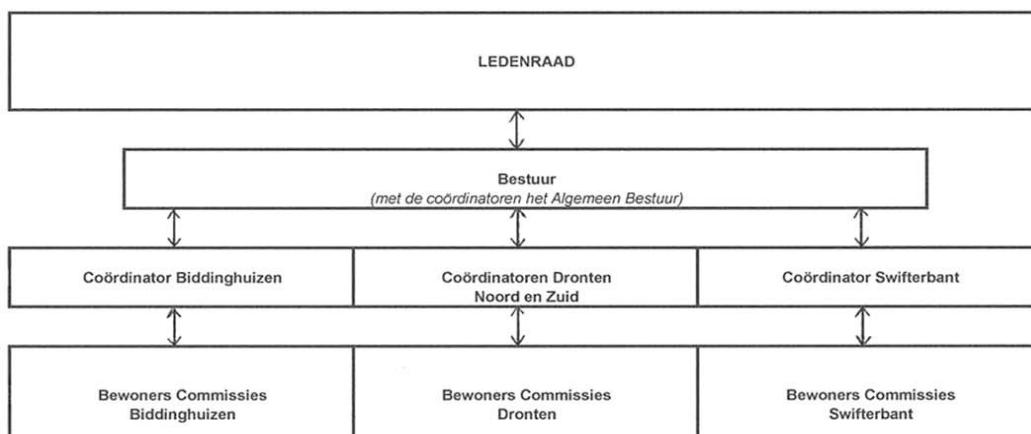 LEDENRAAD
Bestuur
(met de coördinatoren het Algemeen Bestuur)
Coördinator Biddinghuizen
Coördinatoren Dronten
Noord en Zuid
Coördinator Swifterbant
Bewoners Commissies
Biddinghuizen
Bewoners Commissies
Dronten
Bewoners Commissies
Swifterbant